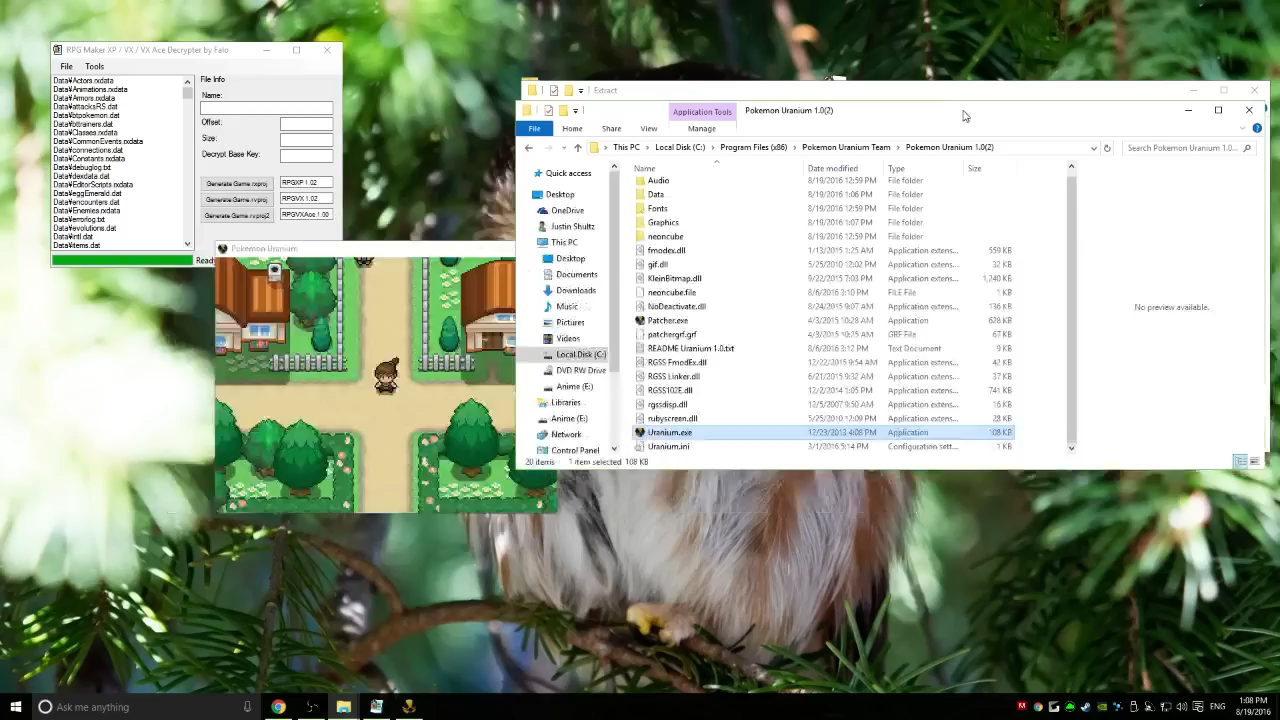 RPG Maker XP / VX / VX Ace Decrypter by Falo
File Tools
Data¥Actors.rxdata
Data¥Animations.rxdata
Data¥Armors.rxdata
Data¥attacksRS.dat
Data¥btpokemon.dat
Data¥bttrainers.dat
Data¥Classes.rxdata
Data¥CommonEvents.rxdata
Data¥connections.dat
Data¥Constants.rxdata
Data¥debuglog.txt
Data¥dexdata.dat
Data¥EditorScripts.rxdata
Data¥eggEmerald.dat
Data¥encounters.dat
Data¥Enemies.rxdata
Data¥errorlog.txt
Data¥evolutions.dat
Data¥intl.dat
Data¥items.dat
File Info
Name:
Offset:
Size:
Decrypt Base Key:
Generate Game.rxproj RPGXP 1.02
Generate Game.rvproj RPGVX 1.02
Generate Game.rvproj2 RPGVXAce 1.00
Pokemon Uranium
Extract
Application Tools Pokemon Uranium 1.0(2)
File Home Share View Manage
This PC Local Disk (C:) Program Files (x86) Pokemon Uranium Team Pokemon Uranium 1.0(2)
Search Pokemon Uranium 1.0...
Quick access
Desktop
OneDrive
Justin Shultz
This PC
Desktop
Documents
Downloads
Music
Pictures
Videos
Local Disk (C:)
DVD RW Drive
Anime (E:)
Libraries
Anime (E:)
Network
Control Panel
Name Date modified Type Size
Audio 8/19/2016 12:59 PM File folder
Data 8/19/2016 1:06 PM File folder
Fonts 8/19/2016 12:59 PM File folder
Graphics 8/19/2016 1:07 PM File folder
neoncube 8/19/2016 12:59 PM File folder
fmodex.dll 1/13/2015 1:25 AM Application extens... 559 KB
gif.dll 5/25/2010 12:02 PM Application extens... 32 KB
KleinBitmap.dll 9/22/2015 7:03 PM Application extens... 1,240 KB
neoncube.file 8/6/2016 3:10 PM FILE File 1 KB
NoDeactivate.dll 8/24/2015 9:07 AM Application extens... 136 KB
Patcher.exe 4/3/2015 10:28 AM Application 628 KB
patchergrf.grf 4/3/2015 10:25 AM GRF File 67 KB
README Uranium 1.0.txt 8/6/2016 3:12 PM Text Document 9 KB
RGSS FmodEx.dll 12/22/2015 9:54 AM Application extens... 42 KB
RGSS Linker.dll 6/21/2015 9:32 AM Application extens... 37 KB
RGSS102E.dll 12/2/2014 1:05 PM Application extens... 741 KB
rgssdisp.dll 12/5/2007 9:50 AM Application extens... 16 KB
rubyscreen.dll 5/25/2010 12:09 PM Application extens... 28 KB
Uranium.exe 12/23/2013 4:08 PM Application 108 KB
Uranium.ini 3/1/2016 5:14 PM Configuration sett... 1 KB
No preview available.
20 items 1 item selected 108 KB
Ask me anything
ENG
1:08 PM
8/19/2016